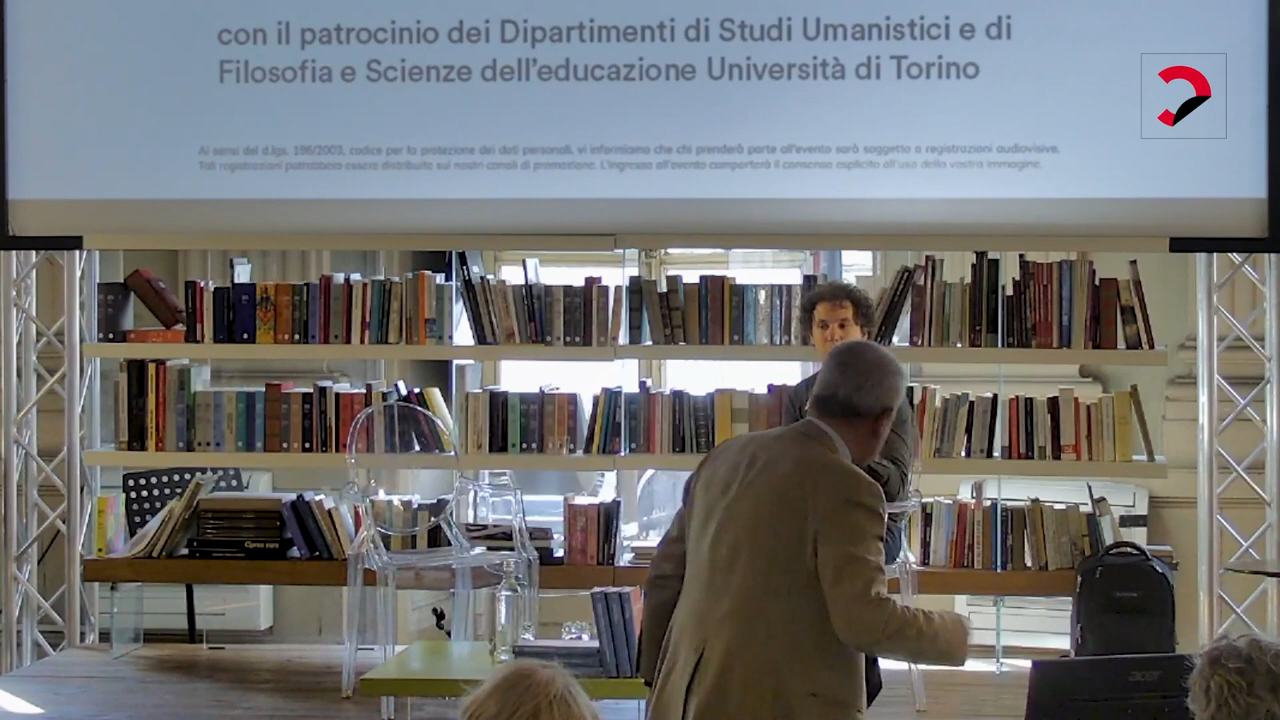 con il patrocinio dei Dipartimenti di Studi Umanistici e di
Filosofia e Scienze dell'educazione Università di Torino
Ai sensi del d.lgs. 196/2003, codice per la protezione dei dati personali, vi informiamo che chi prenderà parte all'evento sarà soggetto a registrazioni audiovisive.
Tali registrazioni potrebbero essere distribuite sui nostri canali di promozione. L'ingresso all'evento comporterà il consenso esplicito all'uso della vostra immagine.
acer